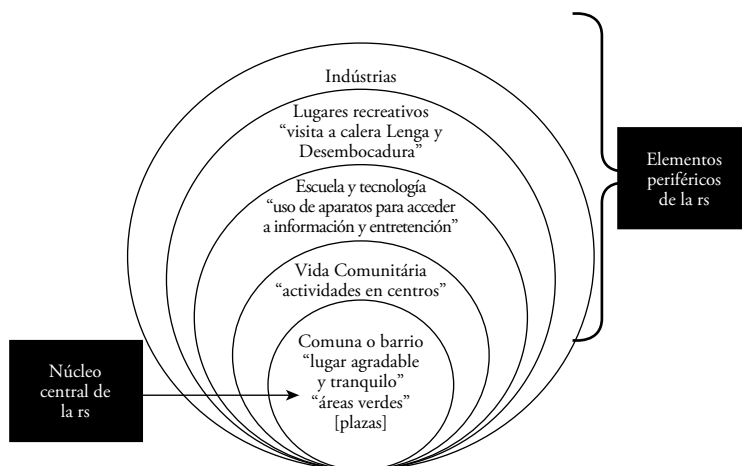 Indústrias
Lugares recreativos
“visita a calera Lenga y
Desembocadura”
Escuela y tecnología
“uso de aparatos para acceder
a información y entretención”
Vida Comunitária
“actividades en centros”
Comuna o barrio
“lugar agradable
y tranquilo”
“áreas verdes”
[plazas]
Elementos
periféricos
de la rs
Núcleo
central de
la rs